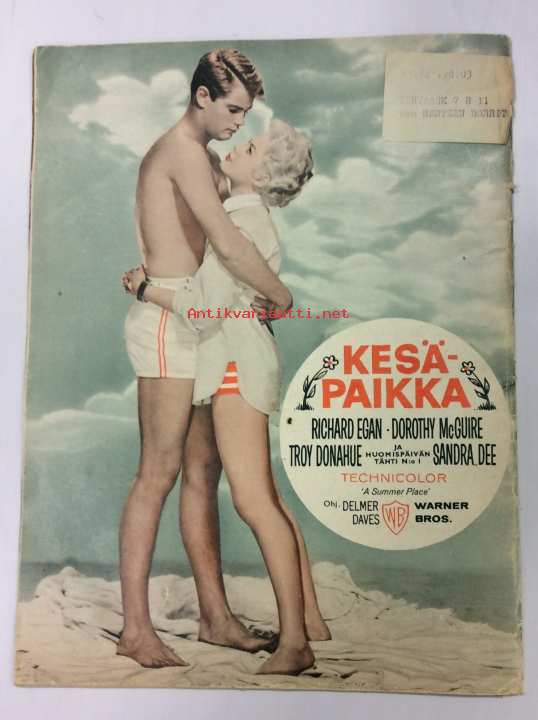 Antikvariaatti.net
KESÄ-
PAIKKA
RICHARD EGAN · DOROTHY McGUIRE
TROY DONAHUE JA HUOMISPÄIVÄN TÄHTI N:o 1 SANDRA DEE
TECHNICOLOR
'A Summer Place'
Ohj. DELMER DAVES WB WARNER BROS.